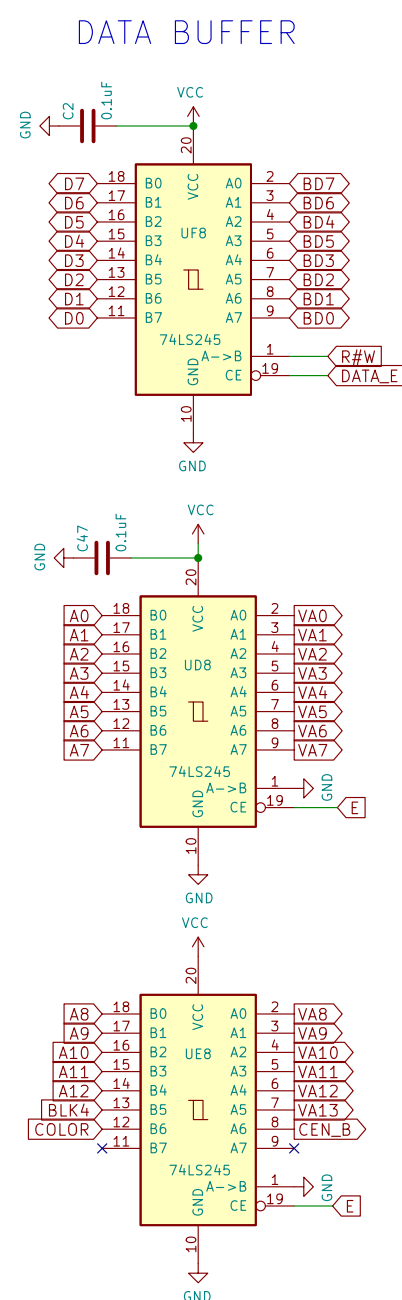 DATA BUFFER
GND C2 0.1uF VCC
20
D7 18 B0 VCC A0 2 BD7
D6 17 B1 A1 3 BD6
D5 16 B2 A2 4 BD4
D4 15 B3 UF8 A3 5 BD5
D3 14 B4 A4 6 BD3
D2 13 B5 A5 7 BD2
D1 12 B6 A6 8 BD1
D0 11 B7 A7 9 BD0
74LS245
A->B 1 R#W
GND CE 19 DATA_E
10
GND
GND C47 0.1uF VCC
20
A0 18 B0 VCC A0 2 VA0
A1 17 B1 A1 3 VA1
A2 16 B2 A2 4 VA2
A3 15 B3 UD8 A3 5 VA3
A4 14 B4 A4 6 VA4
A5 13 B5 A5 7 VA5
A6 12 B6 A6 8 VA6
A7 11 B7 A7 9 VA7
74LS245
A->B 1 GND
GND CE 19 E
10
GND
VCC
20
A8 18 B0 VCC A0 2 VA8
A9 17 B1 A1 3 VA9
A10 16 B2 A2 4 VA10
A11 15 B3 UE8 A3 5 VA11
A12 14 B4 A4 6 VA12
BLK4 13 B5 A5 7 VA13
COLOR 12 B6 A6 8 CEN_B
11 B7 A7 9
74LS245
A->B 1 GND
GND CE 19 E
10
GND